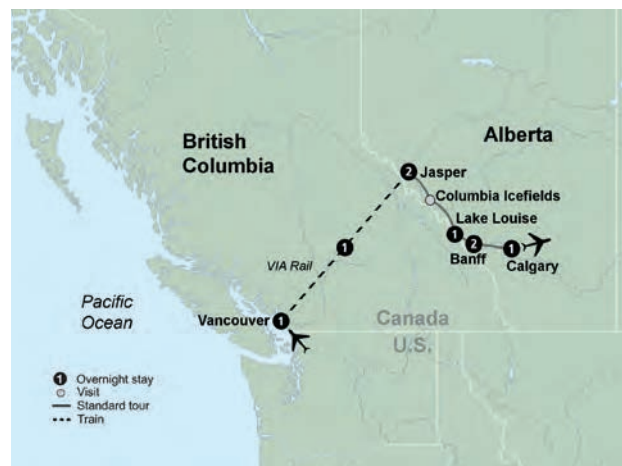 British
Columbia
Alberta
2
Jasper
Columbia Icefields
Lake Louise
1
2
Banff
1
Calgary
1
VIA Rail
Pacific
Ocean
Vancouver
1
Canada
U.S.
1 Overnight stay
Visit
Standard tour
Train